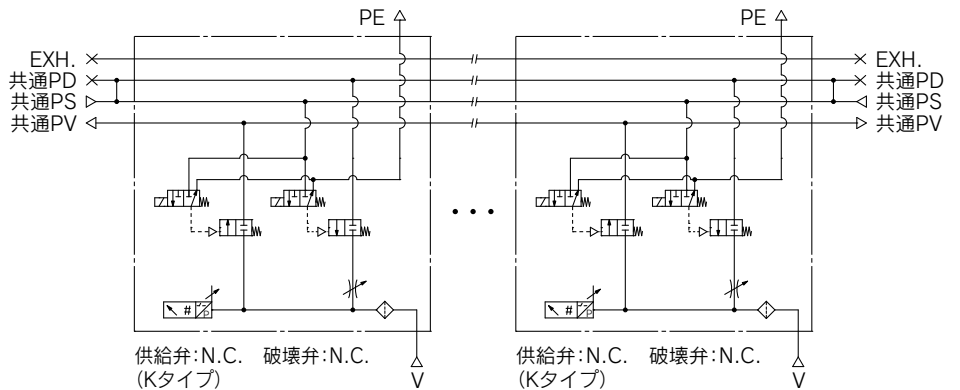 PE
PE
EXH.
共通PD
共通PS
共通PV
EXH.
共通PD
共通PS
共通PV
• • •
#
P
#
P
供給弁:N.C.
(Kタイプ)
破壊弁:N.C.
V
供給弁:N.C.
(Kタイプ)
破壊弁:N.C.
V